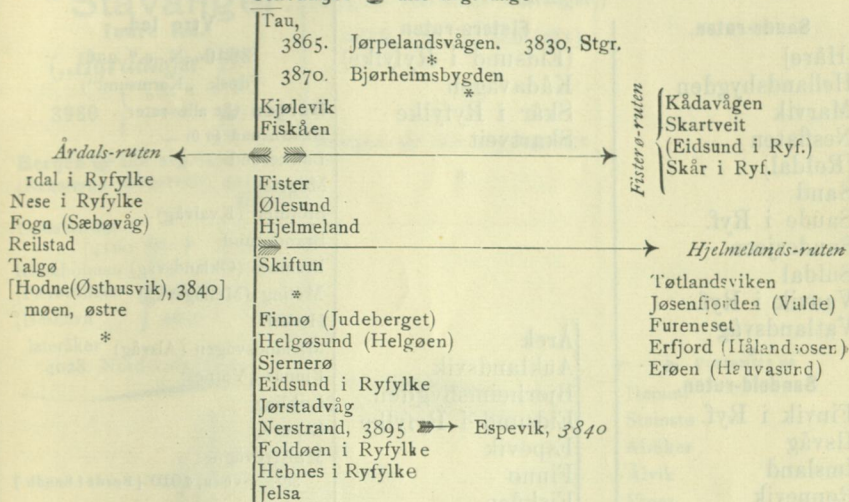 Tau,
3865. Jørpelandsvågen. 3830, Stgr.
*
3870. Bjørheimsbygden
*
Kjølevik
Fiskåen
Årdals-ruten
rdal i Ryfylke
Nese i Ryfylke
Fogn (Sæbøvåg)
Reilstad
Talgø
[Hodne(Østhusvik), 3840]
møen, østre
*
Fisterø-ruten
Kådavågen
Skartveit
(Eidsund i Ryf.)
Skår i Ryf.
Fister
Ølesund
Hjelmeland
Hjelmelands-ruten
Tøtlandsviken
Jøsenfjorden (Valde)
Fureneset
Erfjord (Hålandsosen)
Erøen (Hauvasund)
Skiftun
*
Finnø (Judeberget)
Helgøsund (Helgøen)
Sjernerø
Eidsund i Ryfylke
Jørstadvåg
Nerstrand, 3895 Espevik, 3840
Foldøen i Ryfylke
Hebnes i Ryfylke
Jelsa